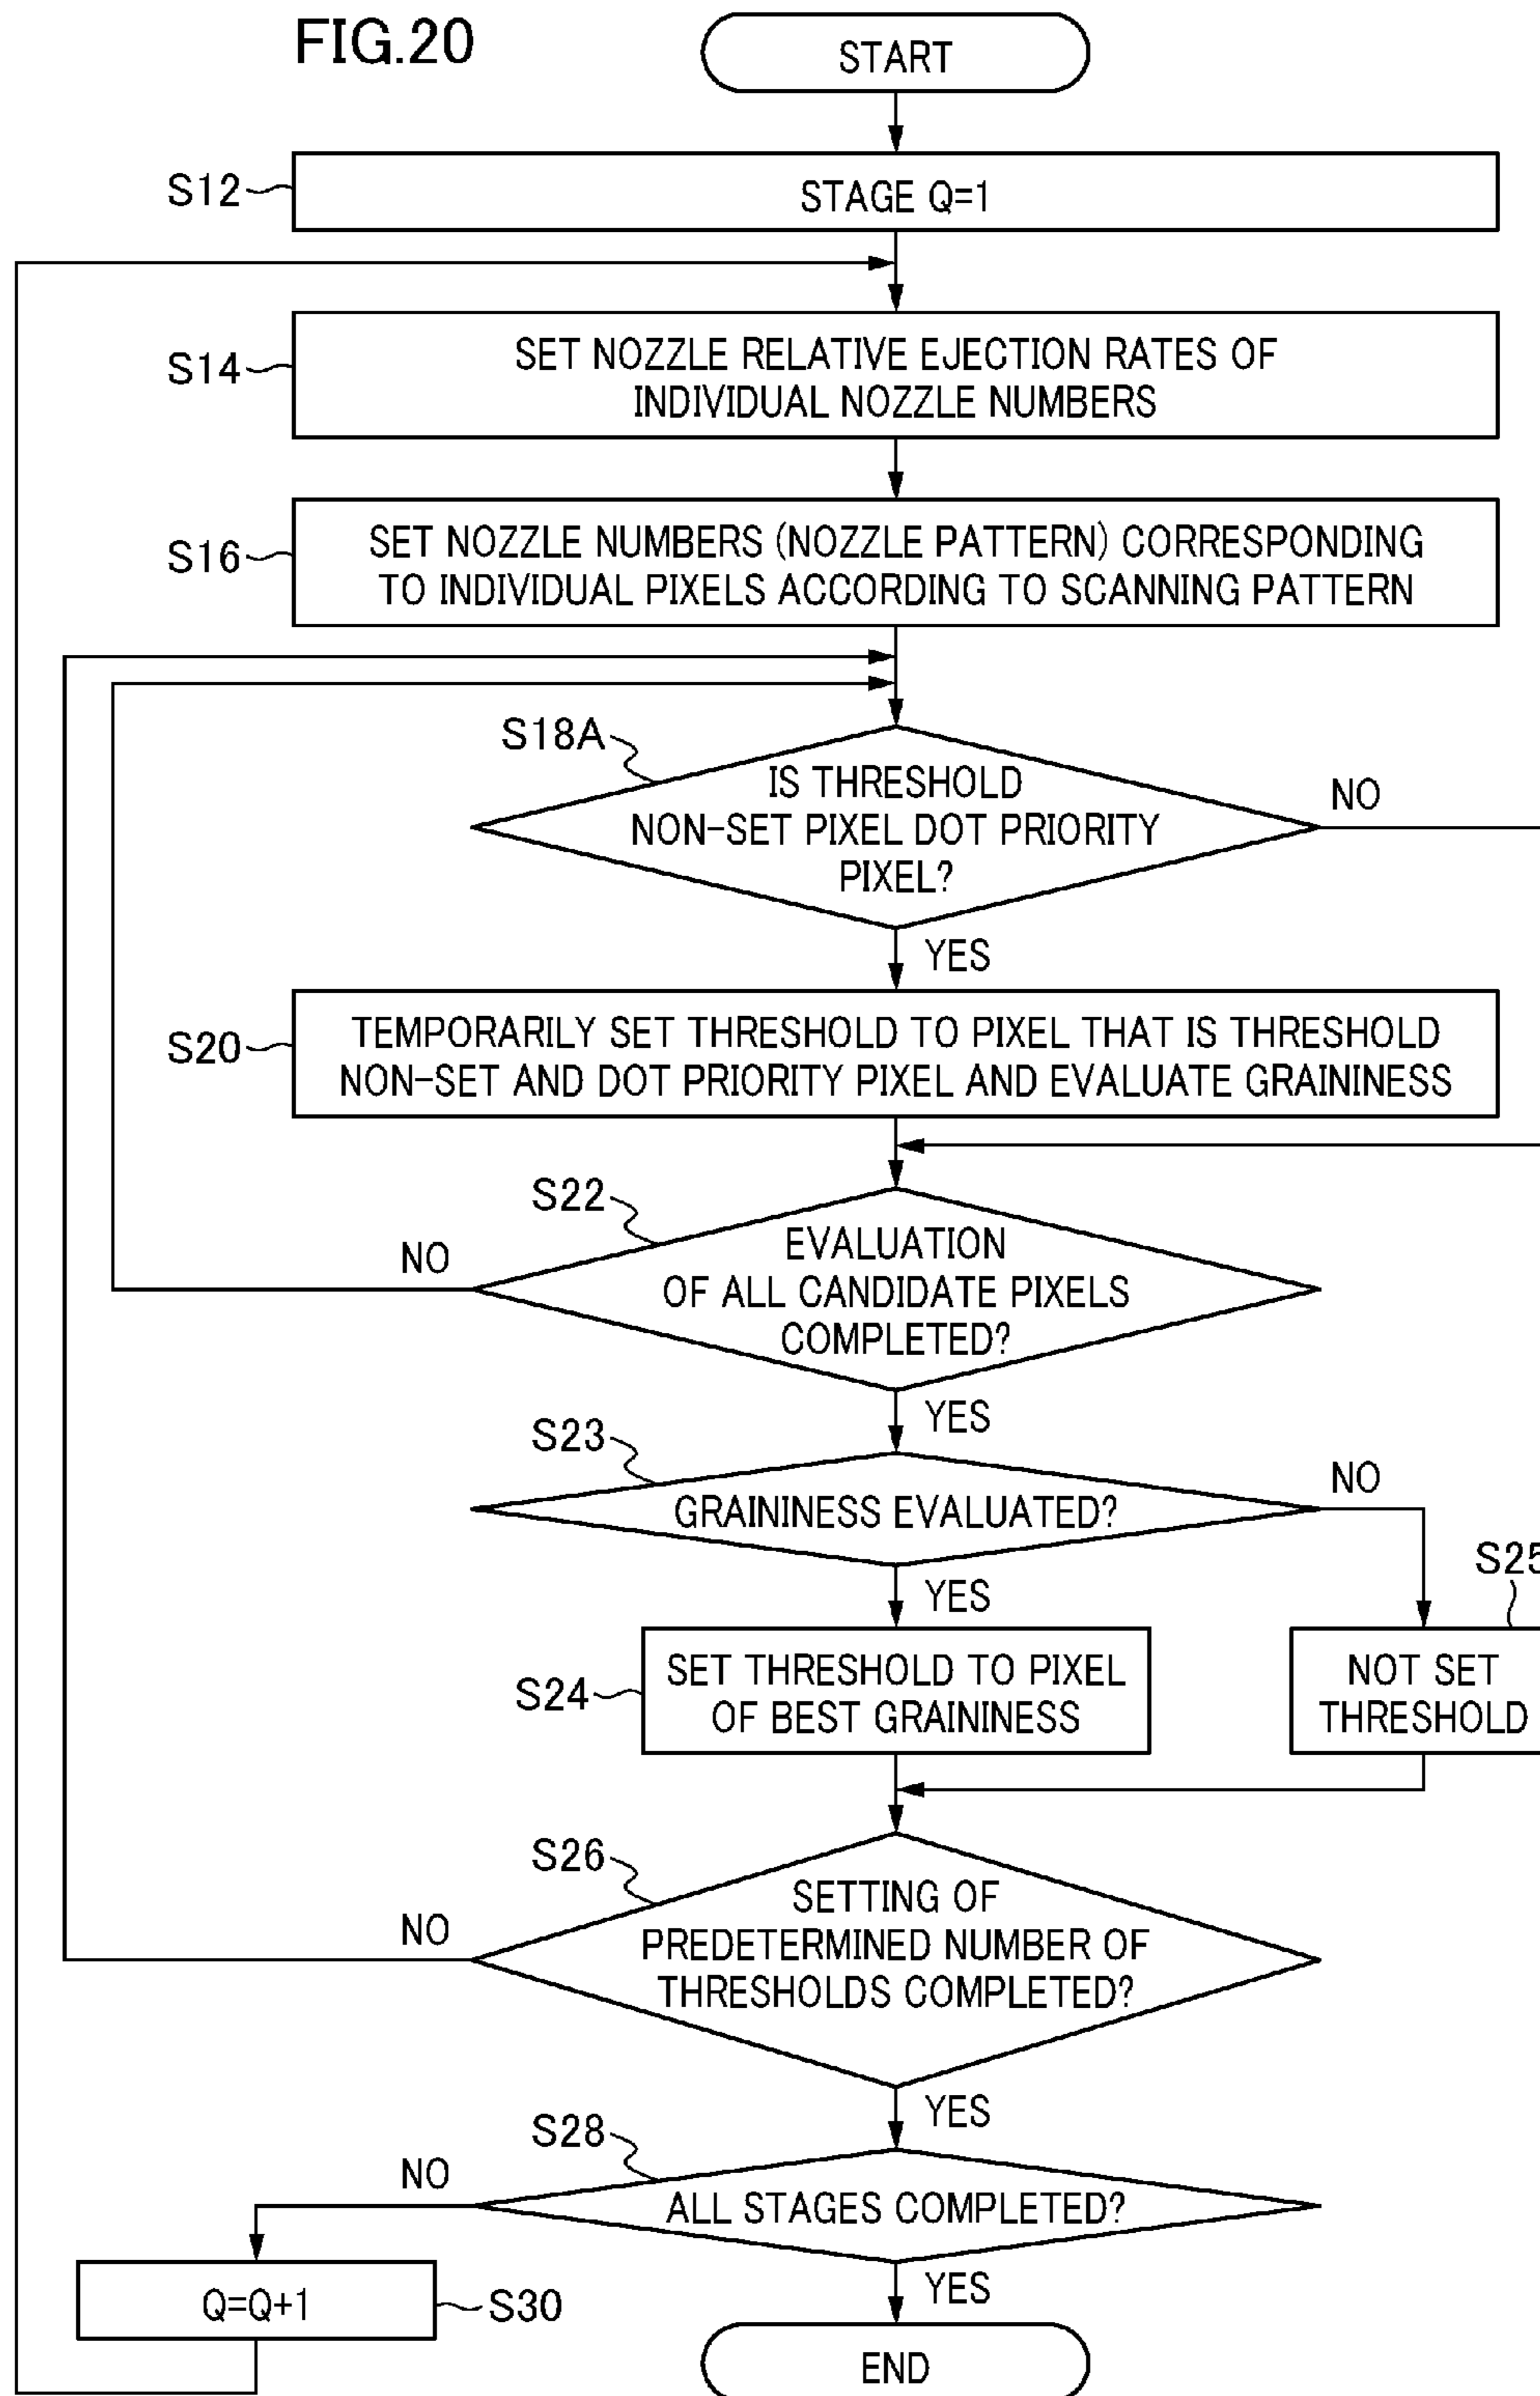 FIG.20
START
S12
STAGE Q=1
S14
SET NOZZLE RELATIVE EJECTION RATES OF
INDIVIDUAL NOZZLE NUMBERS
S16
SET NOZZLE NUMBERS (NOZZLE PATTERN) CORRESPONDING
TO INDIVIDUAL PIXELS ACCORDING TO SCANNING PATTERN
S18A
IS THRESHOLD
NON-SET PIXEL DOT PRIORITY
PIXEL?
NO
YES
S20
TEMPORARILY SET THRESHOLD TO PIXEL THAT IS THRESHOLD
NON-SET AND DOT PRIORITY PIXEL AND EVALUATE GRAININESS
S22
EVALUATION
OF ALL CANDIDATE PIXELS
COMPLETED?
NO
YES
S23
GRAININESS EVALUATED?
NO
YES
S24
SET THRESHOLD TO PIXEL
OF BEST GRAININESS
S25
NOT SET
THRESHOLD
S26
SETTING OF
PREDETERMINED NUMBER OF
THRESHOLDS COMPLETED?
NO
YES
S28
ALL STAGES COMPLETED?
NO
YES
Q=Q+1
S30
END